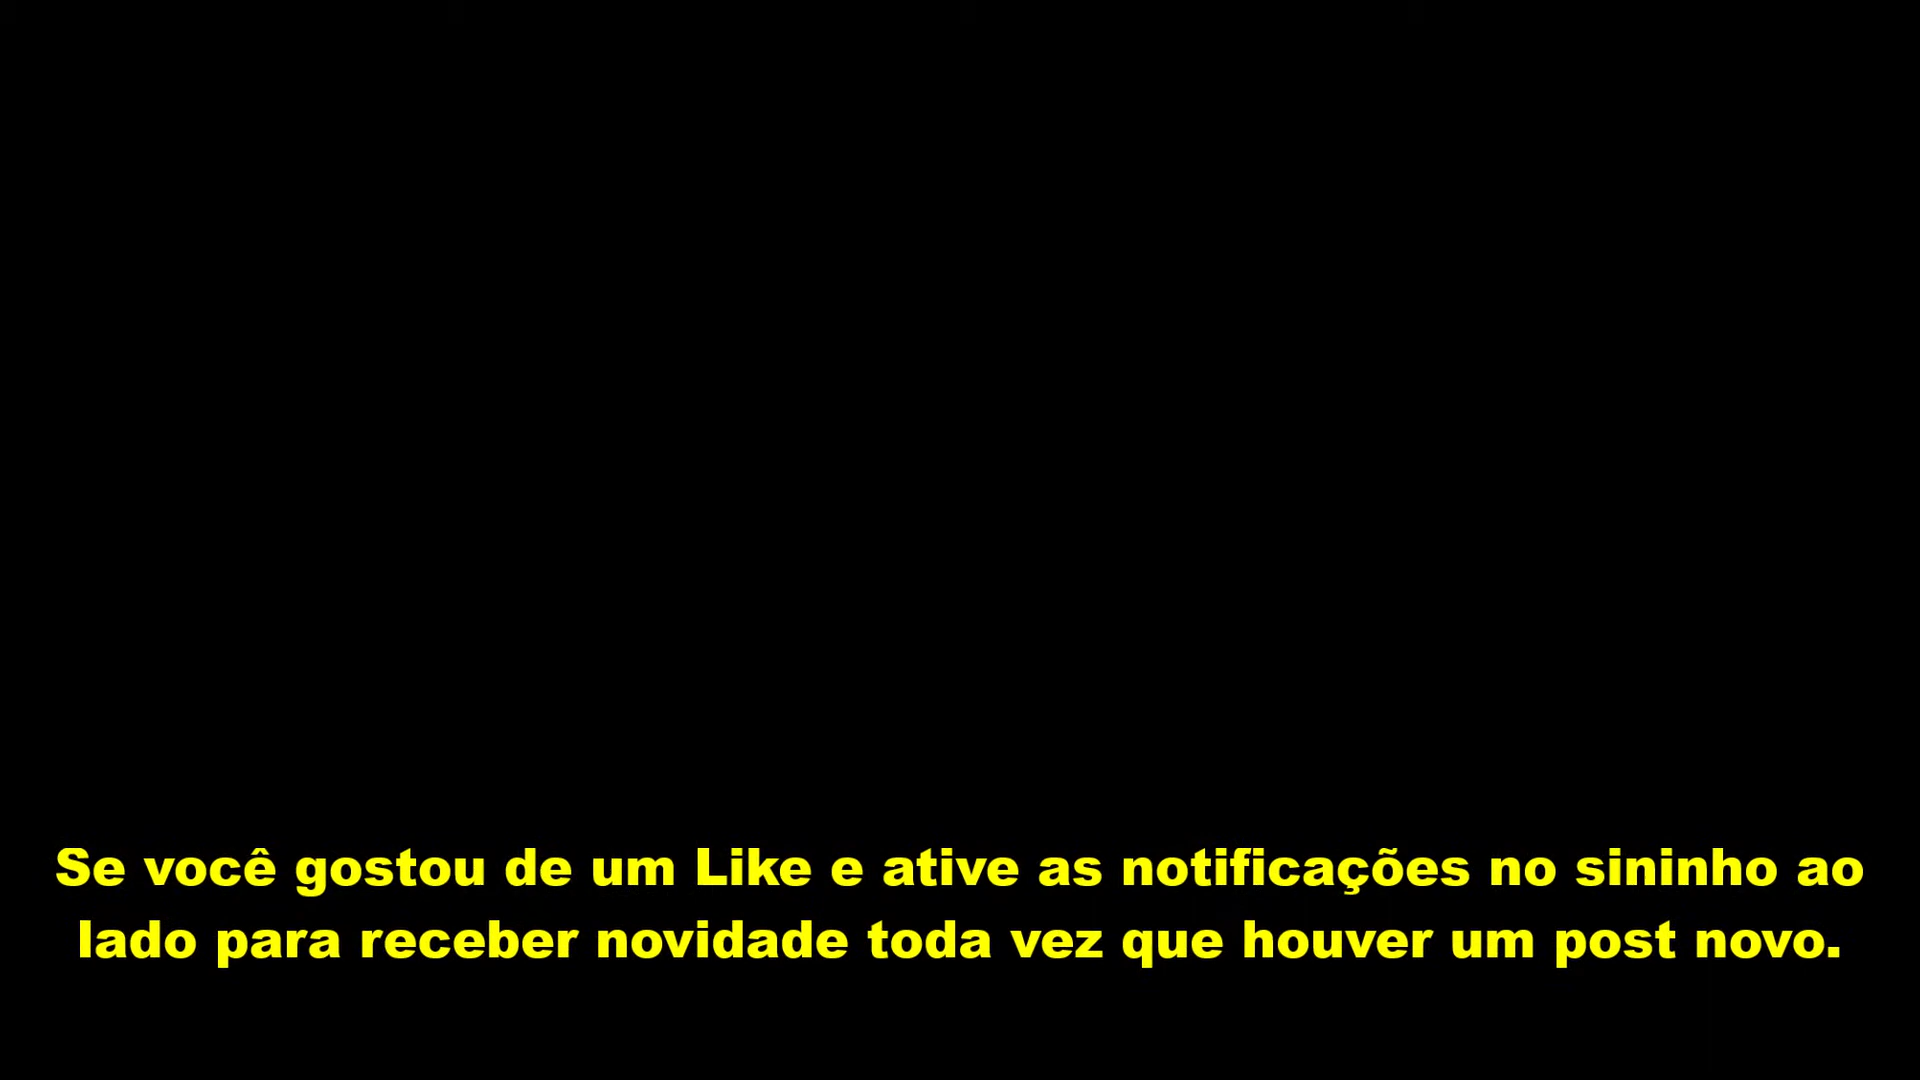 Se você gostou de um Like e ative as notificações no sininho ao
lado para receber novidade toda vez que houver um post novo.